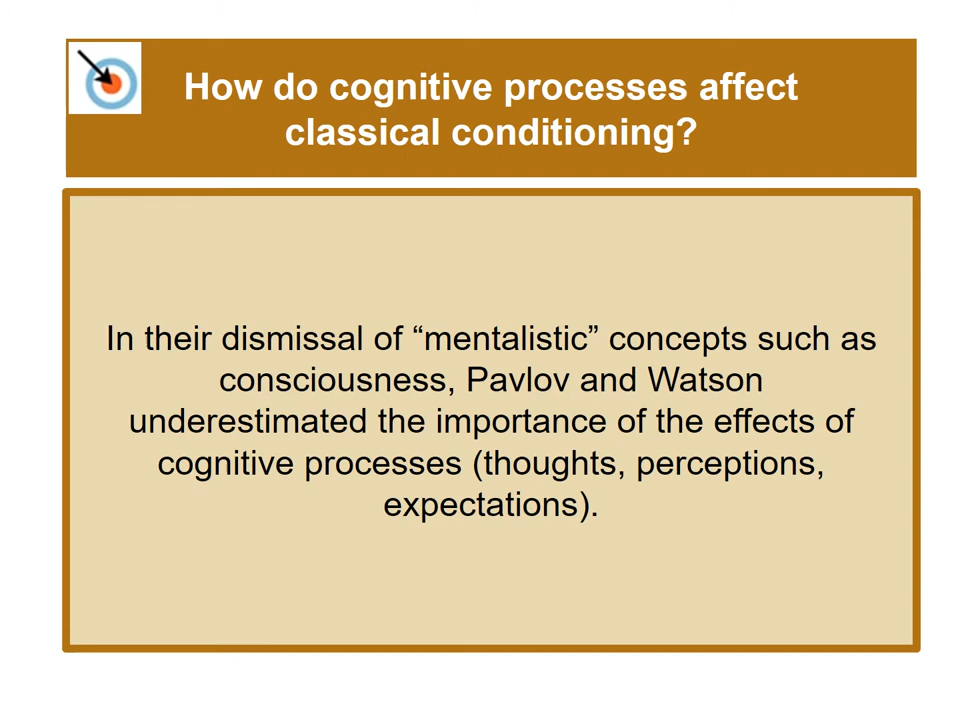 How do cognitive processes affect
classical conditioning?
In their dismissal of “mentalistic” concepts such as
consciousness, Pavlov and Watson
underestimated the importance of the effects of
cognitive processes (thoughts, perceptions,
expectations).